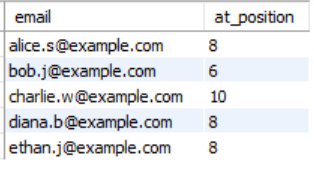 email at_position
alice.s@example.com 8
bob.j@example.com 6
charlie.w@example.com 10
diana.b@example.com 8
ethan.j@example.com 8